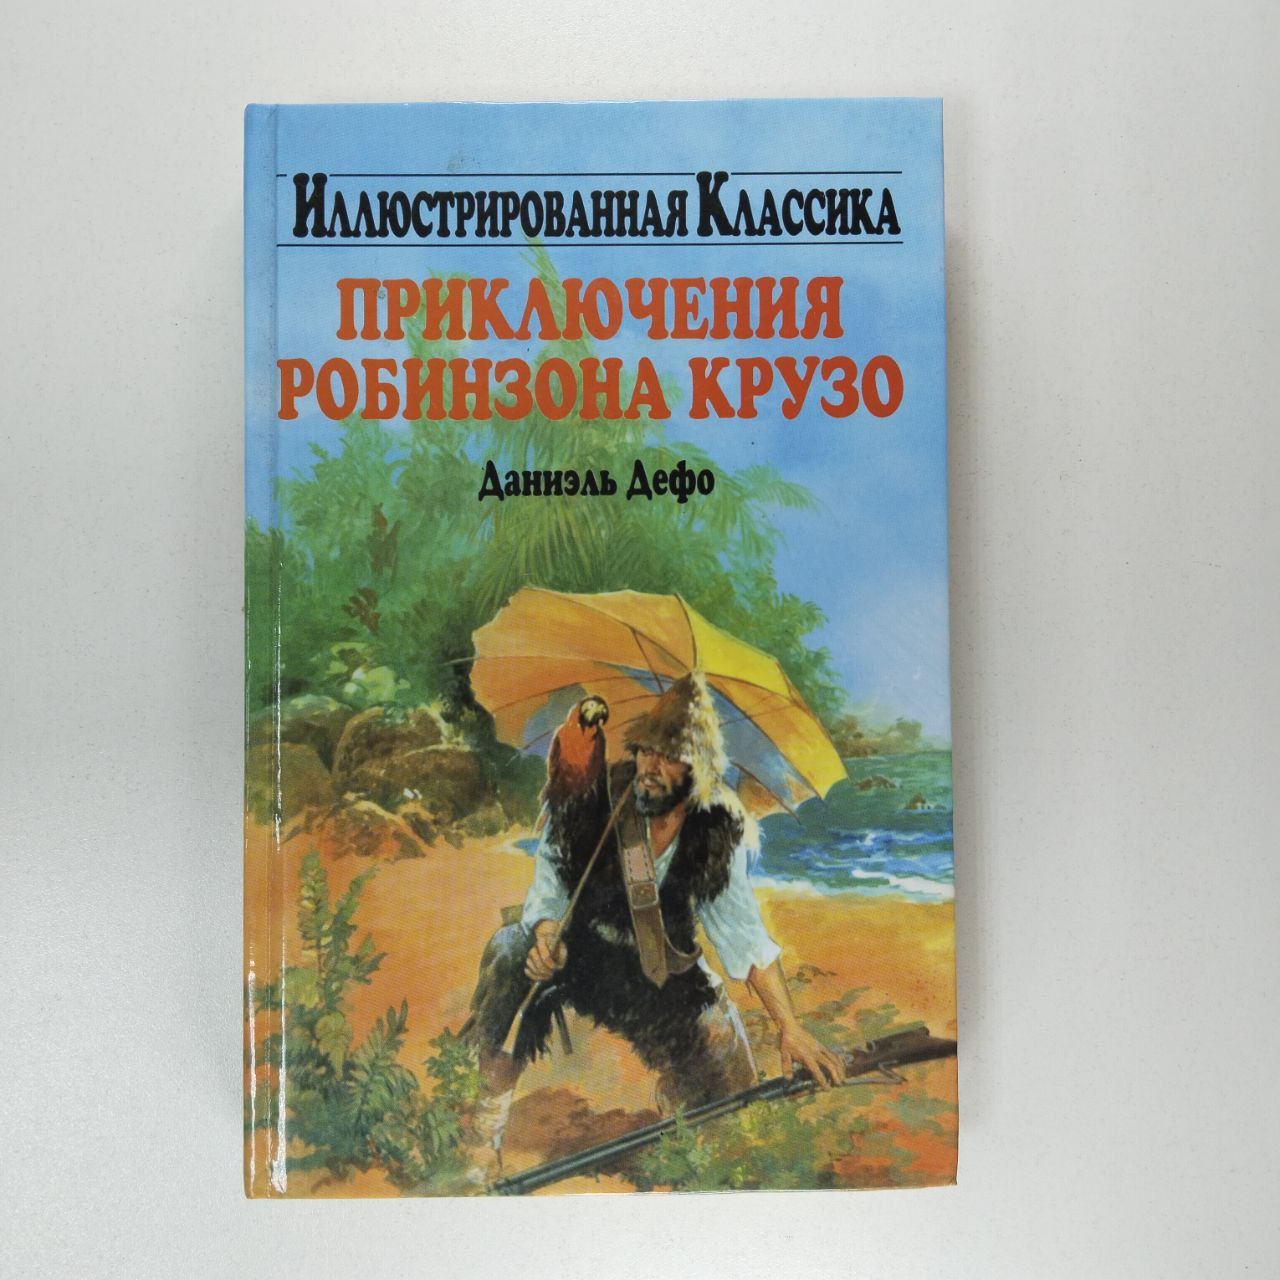 Иллюстрированная Классика
ПРИКЛЮЧЕНИЯ
РОБИНЗОНА КРУЗО
Даниэль Дефо